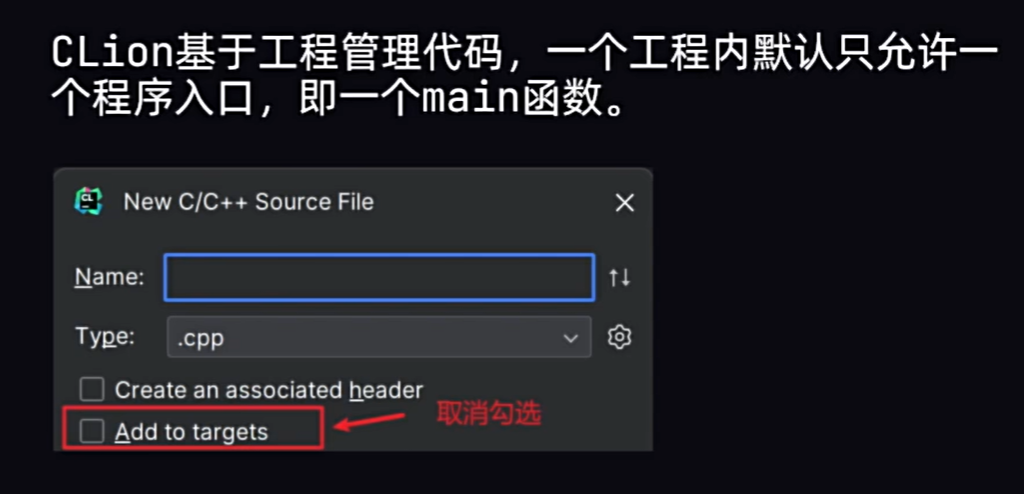 CLion基于工程管理代码，一个工程内默认只允许一
个程序入口，即一个main函数。
CL
New C/C++ Source File
Name:
Type: .cpp
Create an associated header
取消勾选
Add to targets